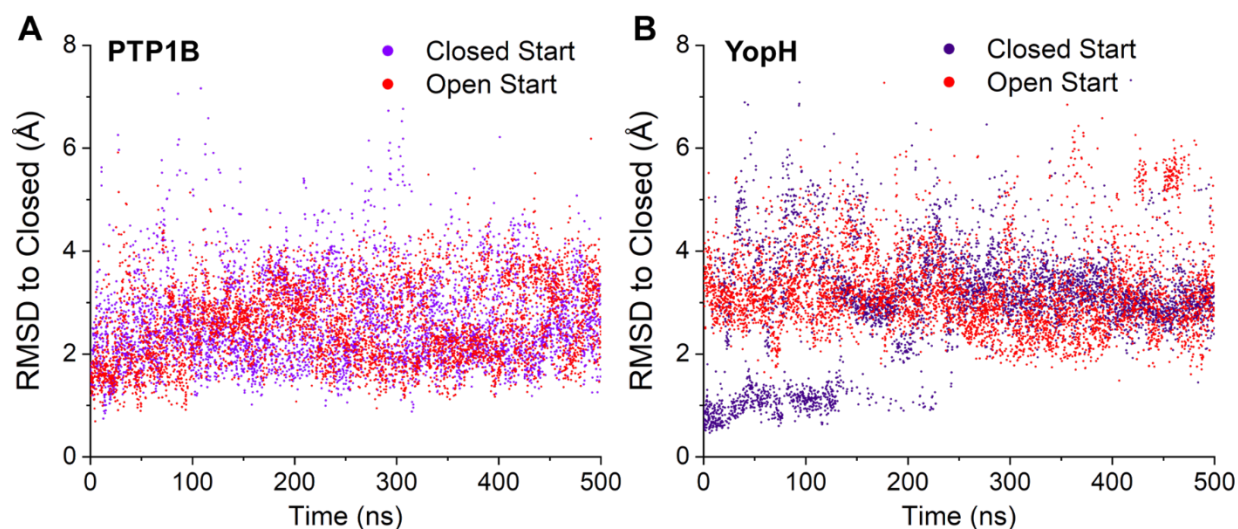 A
PTP1B
Closed Start
Open Start
RMSD to Closed (Å)
8
6
4
2
0
0 100 200 300 400 500
Time (ns)
B
YopH
Closed Start
Open Start
RMSD to Closed (Å)
8
6
4
2
0
0 100 200 300 400 500
Time (ns)